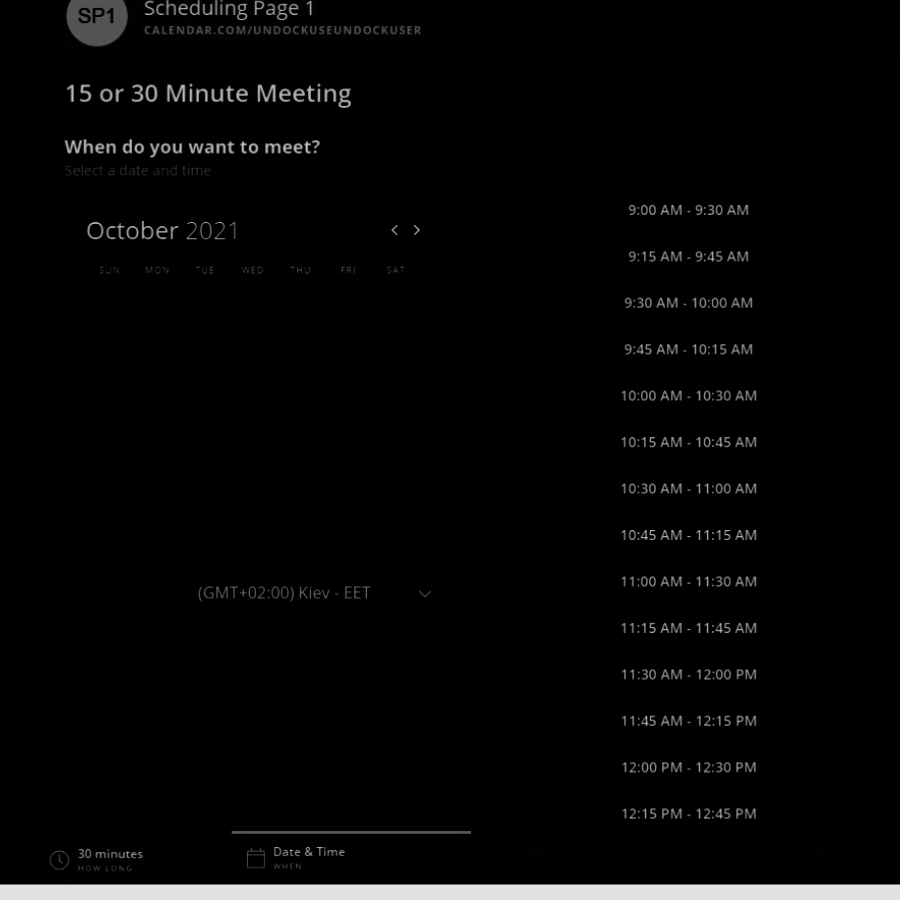 SP1
Scheduling Page 1
CALENDAR.COM/UNDOCKUSEUNDOCKUSER
15 or 30 Minute Meeting
When do you want to meet?
Select a date and time
October 2021
SUN MON TUE WED THU FRI SAT
(GMT+02:00) Kiev - EET
9:00 AM - 9:30 AM
9:15 AM - 9:45 AM
9:30 AM - 10:00 AM
9:45 AM - 10:15 AM
10:00 AM - 10:30 AM
10:15 AM - 10:45 AM
10:30 AM - 11:00 AM
10:45 AM - 11:15 AM
11:00 AM - 11:30 AM
11:15 AM - 11:45 AM
11:30 AM - 12:00 PM
11:45 AM - 12:15 PM
12:00 PM - 12:30 PM
12:15 PM - 12:45 PM
30 minutes
HOW LONG
Date & Time
WHEN